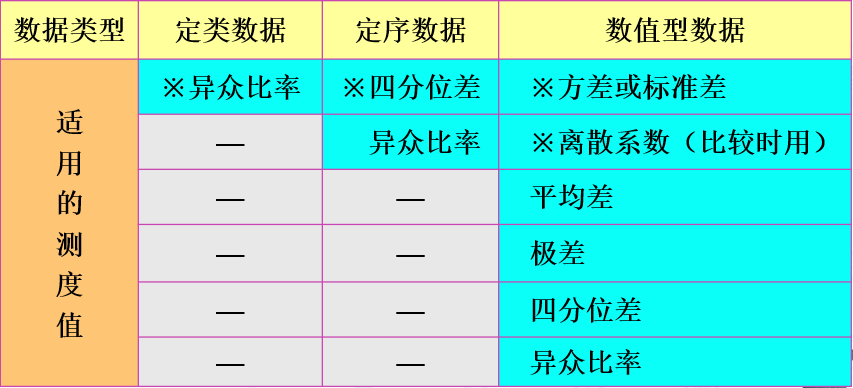 数据类型 定类数据 定序数据 数值型数据
适用的测度值
※异众比率 ※四分位差 ※方差或标准差
— 异众比率 ※离散系数（比较时用）
— — 平均差
— — 极差
— — 四分位差
— — 异众比率